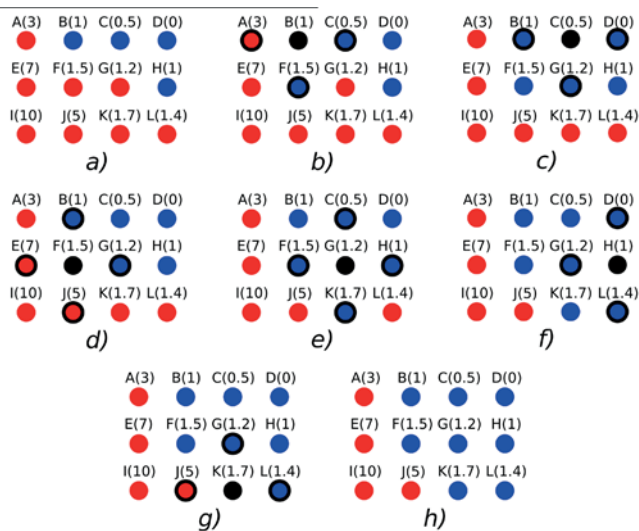 A(3) B(1) C(0.5) D(0) A(3) B(1) C(0.5) D(0) A(3) B(1) C(0.5) D(0)
E(7) F(1.5) G(1.2) H(1) E(7) F(1.5) G(1.2) H(1) E(7) F(1.5) G(1.2) H(1)
I(10) J(5) K(1.7) L(1.4) I(10) J(5) K(1.7) L(1.4) I(10) J(5) K(1.7) L(1.4)
a) b) c)
A(3) B(1) C(0.5) D(0) A(3) B(1) C(0.5) D(0) A(3) B(1) C(0.5) D(0)
E(7) F(1.5) G(1.2) H(1) E(7) F(1.5) G(1.2) H(1) E(7) F(1.5) G(1.2) H(1)
I(10) J(5) K(1.7) L(1.4) I(10) J(5) K(1.7) L(1.4) I(10) J(5) K(1.7) L(1.4)
d) e) f)
A(3) B(1) C(0.5) D(0) A(3) B(1) C(0.5) D(0)
E(7) F(1.5) G(1.2) H(1) E(7) F(1.5) G(1.2) H(1)
I(10) J(5) K(1.7) L(1.4) I(10) J(5) K(1.7) L(1.4)
g) h)